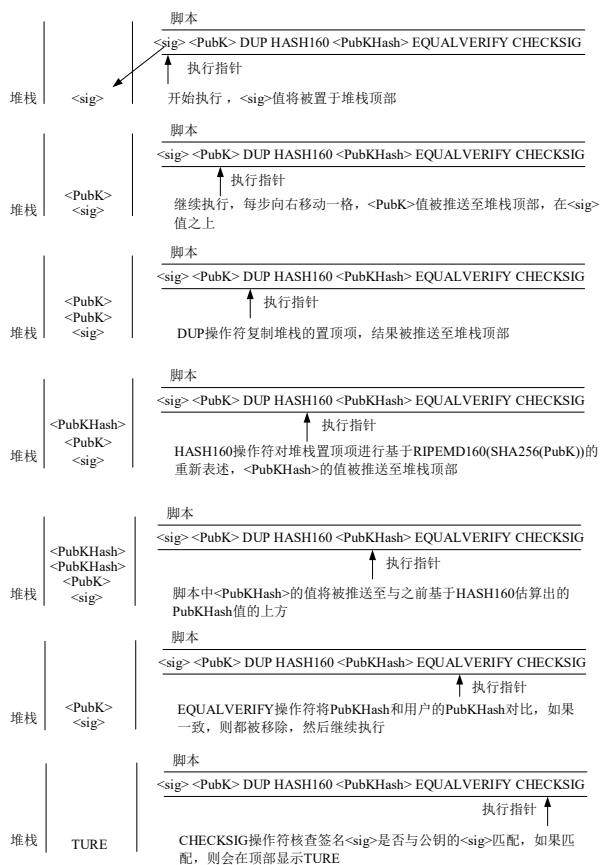 脚本
<sig> <PubK> DUP HASH160 <PubKHash> EQUALVERIFY CHECKSIG
执行指针
堆栈
<sig>
开始执行，<sig>值将被置于堆栈顶部
脚本
<sig> <PubK> DUP HASH160 <PubKHash> EQUALVERIFY CHECKSIG
执行指针
<PubK>
堆栈
<sig>
继续执行，每步向右移动一格，<PubK>值被推送至堆栈顶部，在<sig>
值之上
脚本
<sig> <PubK> DUP HASH160 <PubKHash> EQUALVERIFY CHECKSIG
执行指针
<PubK>
<PubK>
堆栈
<sig>
DUP操作符复制堆栈的置顶项，结果被推送至堆栈顶部
脚本
<sig> <PubK> DUP HASH160 <PubKHash> EQUALVERIFY CHECKSIG
执行指针
<PubKHash>
<PubK>
堆栈
<sig>
HASH160操作符对堆栈置顶项进行基于RIPEMD160(SHA256(PubK))的
重新表述，<PubKHash>的值被推送至堆栈顶部
脚本
<sig> <PubK> DUP HASH160 <PubKHash> EQUALVERIFY CHECKSIG
执行指针
<PubKHash>
<PubKHash>
<PubK>
堆栈
<sig>
脚本中<PubKHash>的值将被推送至与之前基于HASH160估算出的
PubKHash值的上方
脚本
<sig> <PubK> DUP HASH160 <PubKHash> EQUALVERIFY CHECKSIG
执行指针
<PubK>
堆栈
<sig>
EQUALVERIFY操作符将PubKHash和用户的PubKHash对比，如果
一致，则都被移除，然后继续执行
脚本
<sig> <PubK> DUP HASH160 <PubKHash> EQUALVERIFY CHECKSIG
执行指针
堆栈
TURE
CHECKSIG操作符核查签名<sig>是否与公钥的<sig>匹配，如果匹
配，则会在顶部显示TURE